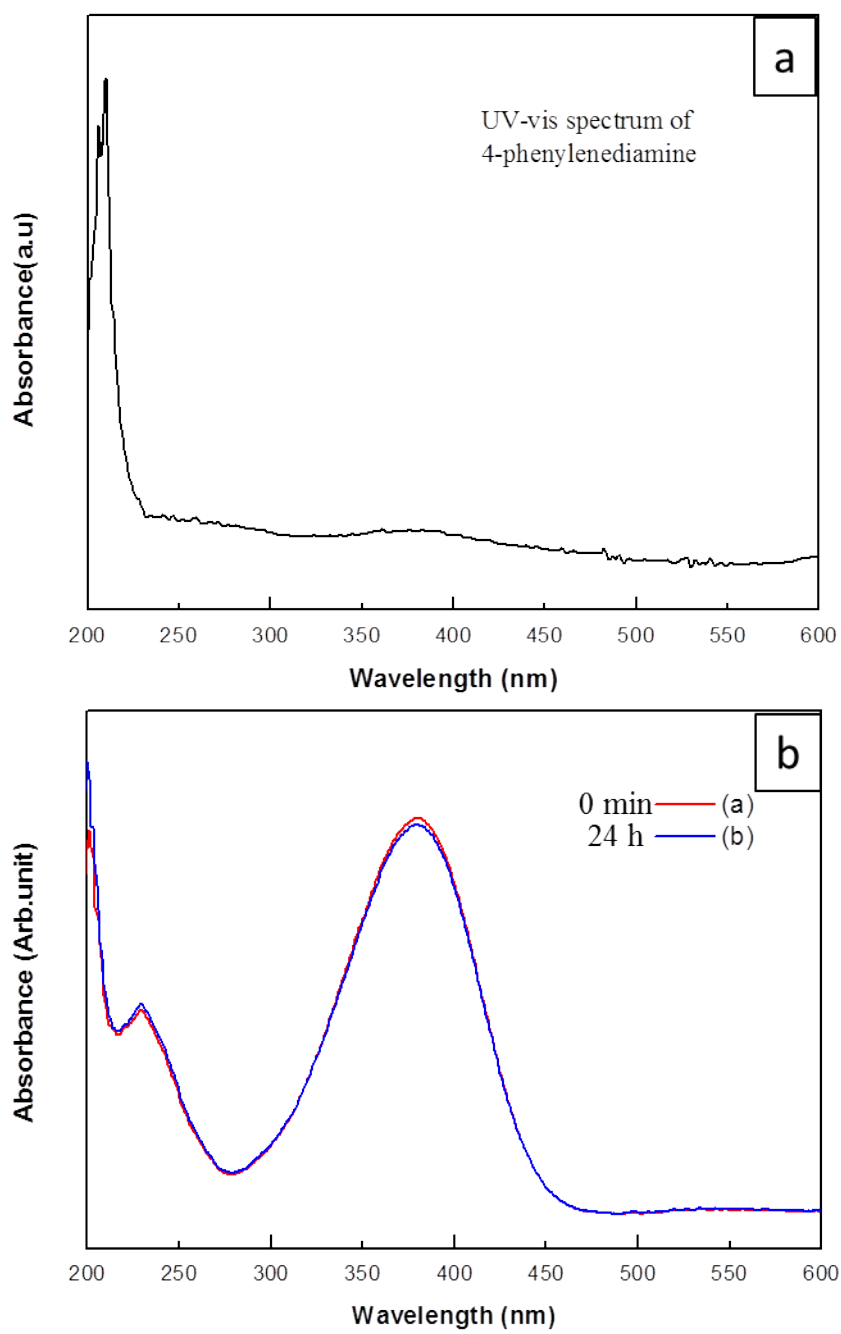 a
UV-vis spectrum of
4-phenylenediamine
Absorbance(a.u)
200 250 300 350 400 450 500 550 600
Wavelength (nm)
b
0 min (a)
24 h (b)
Absorbance (Arb.unit)
200 250 300 350 400 450 500 550 600
Wavelength (nm)